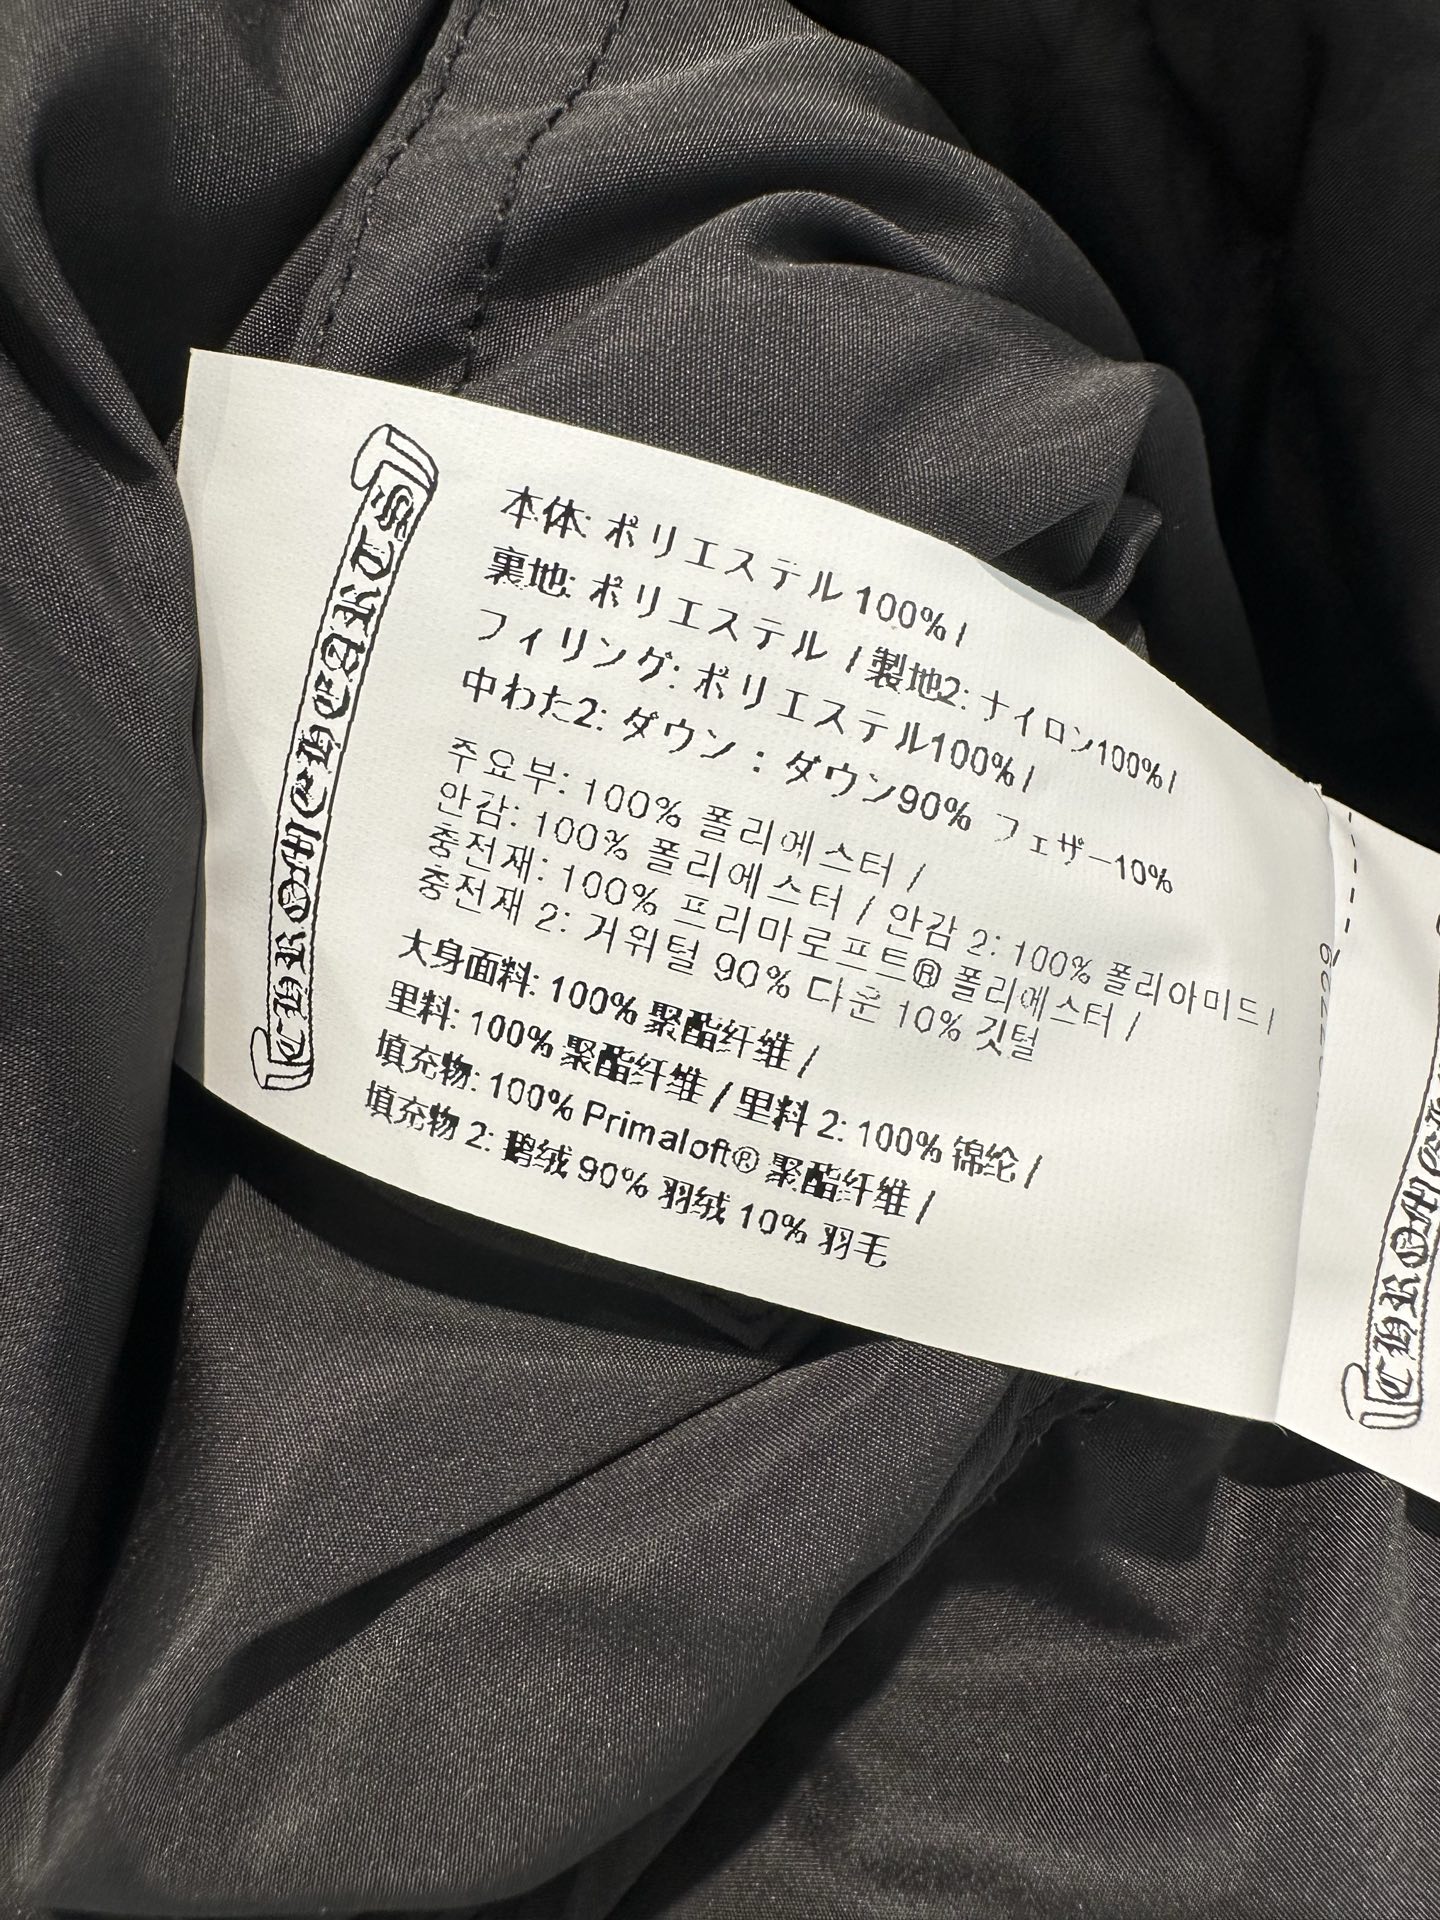 CHROME HEARTS
本体: ポリエステル 100% /
裏地: ポリエステル / 製地2: ナイロン100% /
フィリング: ポリエステル100% /
中わた2: ダウン : ダウン90% フェザー10%
주요부: 100% 폴리에스터 /
안감: 100% 폴리에스터 / 안감 2: 100% 폴리아미드 /
충전재: 100% 프리마로프트® 폴리에스터 /
충전재 2: 거위털 90% 다운 10% 깃털
大身面料: 100% 聚酯纤维 /
里料: 100% 聚酯纤维 / 里料 2: 100% 锦纶 /
填充物: 100% Primaloft® 聚酯纤维 /
填充物 2: 鹅绒 90% 羽绒 10% 羽毛
CHROME